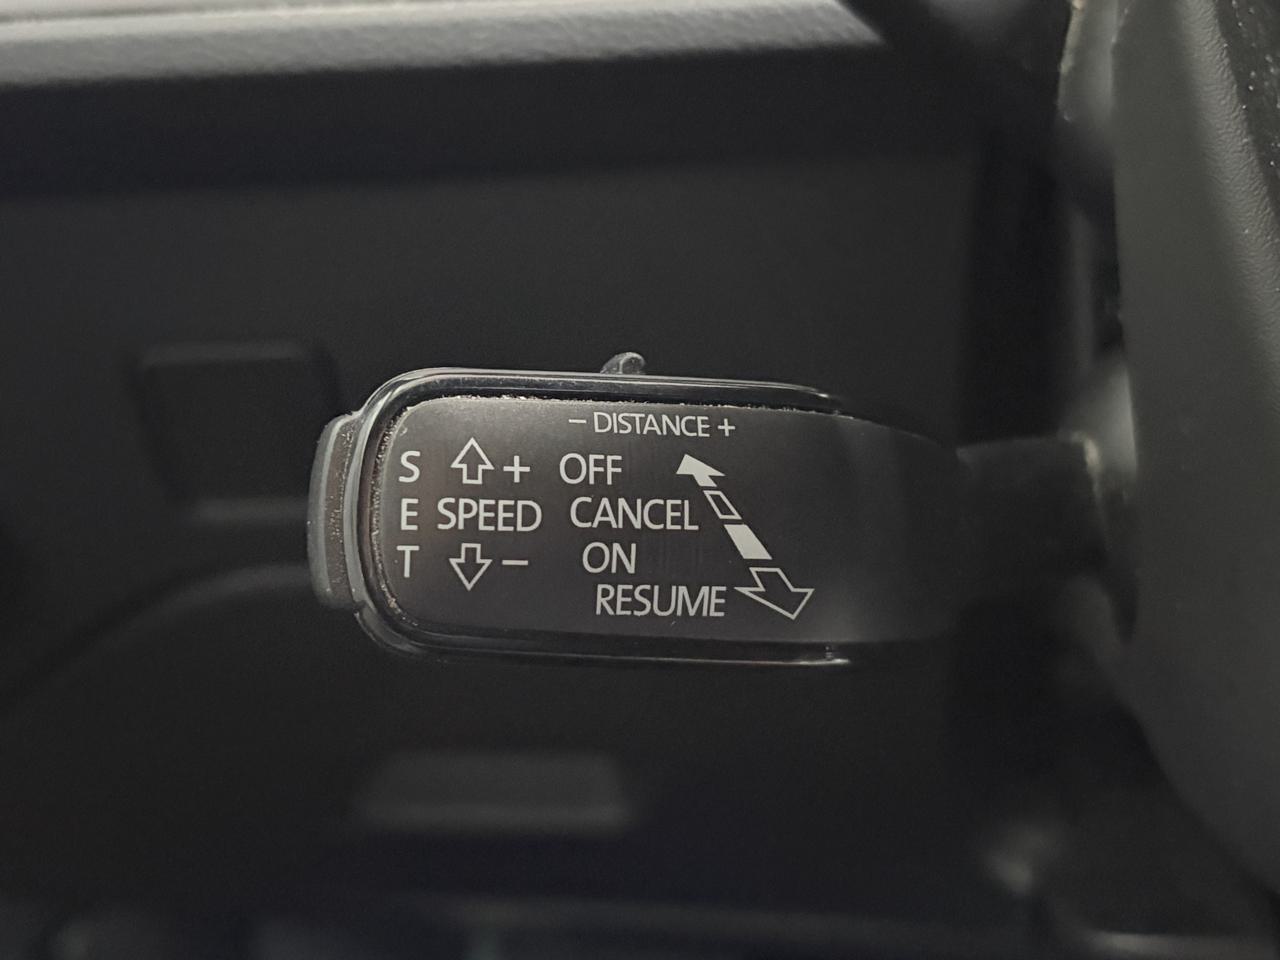 - DISTANCE +
S + OFF
E SPEED CANCEL
T - ON
RESUME